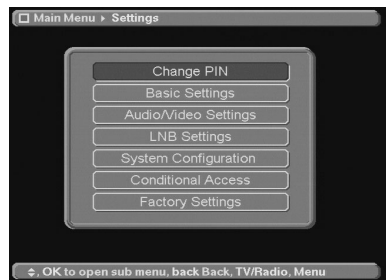 Main Menu ▸ Settings
Change PIN
Basic Settings
Audio/Video Settings
LNB Settings
System Configuration
Conditional Access
Factory Settings
, OK to open sub menu, back Back, TV/Radio, Menu